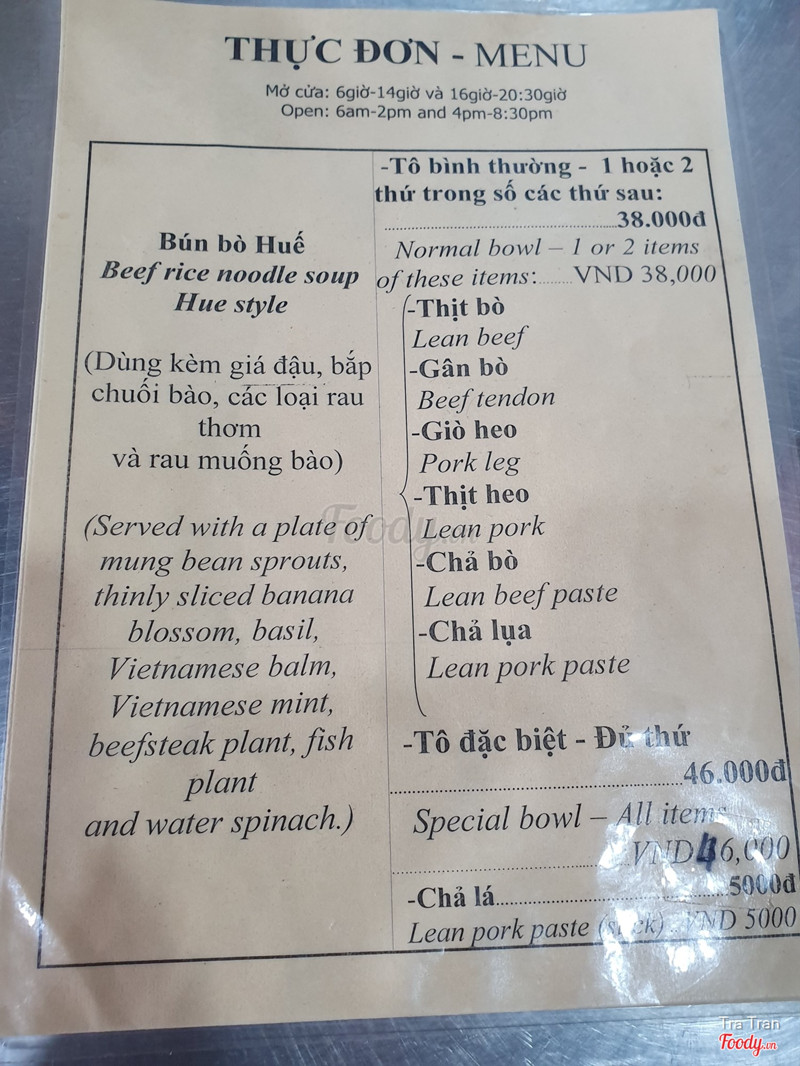 THỰC ĐƠN - MENU
Mở cửa: 6giờ-14giờ và 16giờ-20:30giờ
Open: 6am-2pm and 4pm-8:30pm
Bún bò Huế
Beef rice noodle soup
Hue style
(Dùng kèm giá đậu, bắp
chuối bào, các loại rau
thơm
và rau muống bào)
(Served with a plate of
mung bean sprouts,
thinly sliced banana
blossom, basil,
Vietnamese balm,
Vietnamese mint,
beefsteak plant, fish
plant
and water spinach.)
-Tô bình thường - 1 hoặc 2
thứ trong số các thứ sau:
38.000đ
Normal bowl – 1 or 2 items
of these items: VND 38,000
-Thịt bò
Lean beef
-Gân bò
Beef tendon
-Giò heo
Pork leg
-Thịt heo
Lean pork
-Chả bò
Lean beef paste
-Chả lụa
Lean pork paste
-Tô đặc biệt - Đủ thứ
46.000đ
Special bowl – All items
VND 46,000
-Chả lá 5000đ
Lean pork paste VND 5000
Foody.vn
Tra Tran
Foody.vn